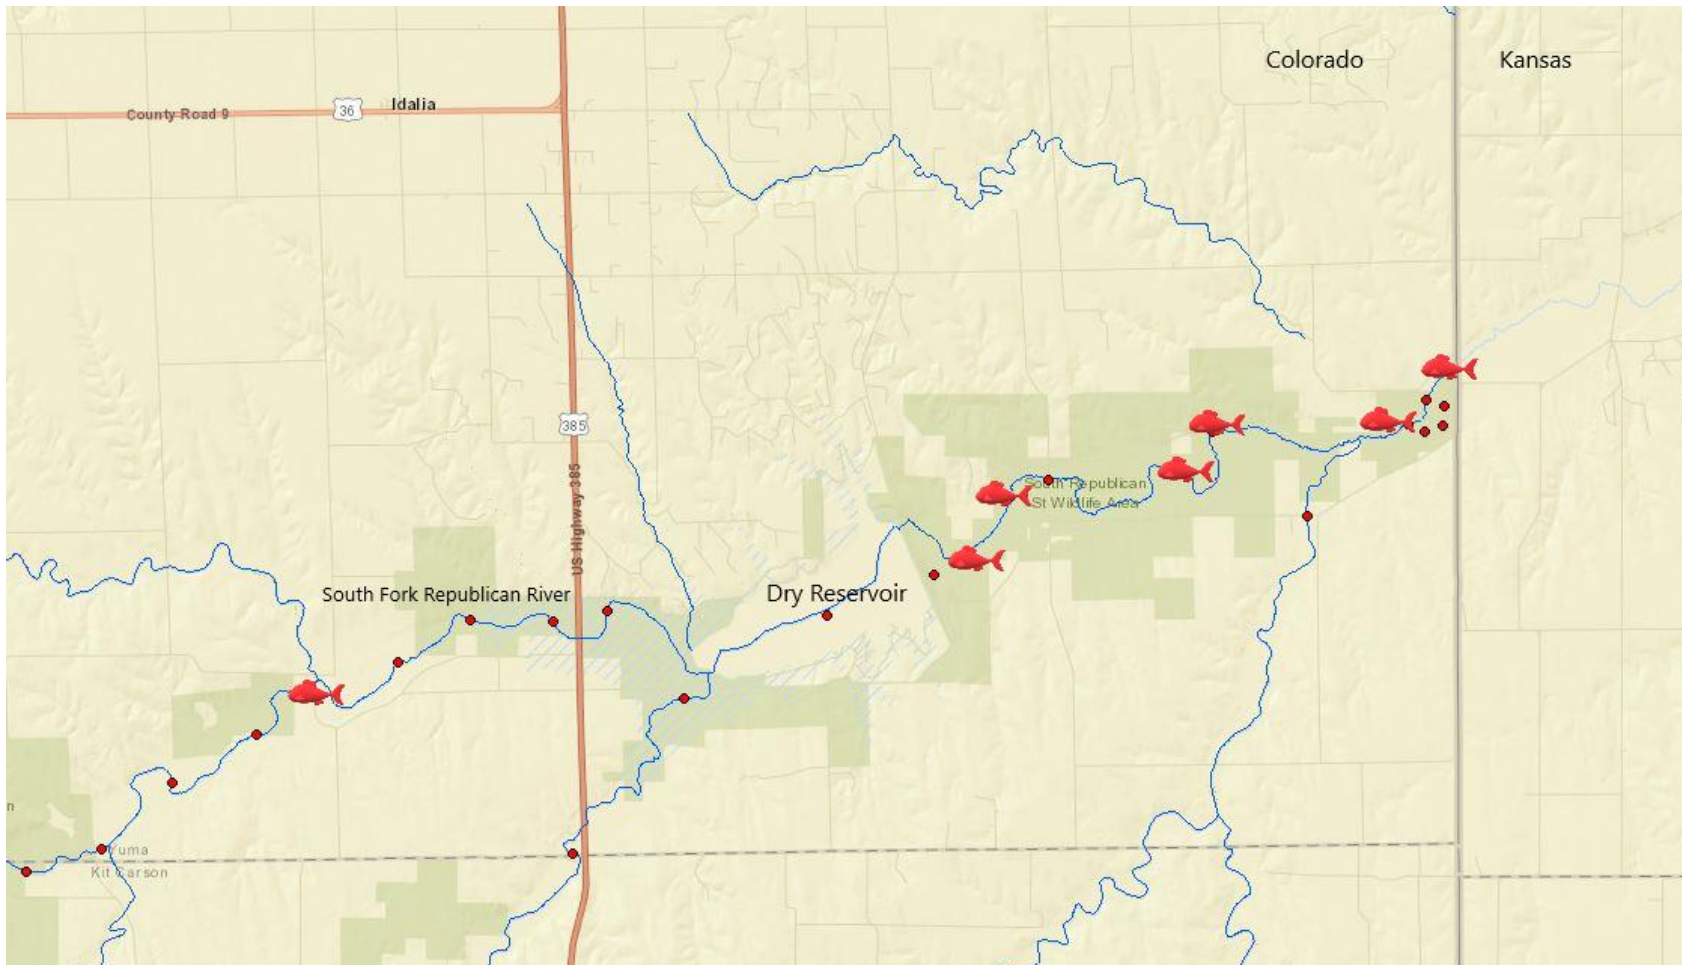 Colorado
Kansas
Idalia
36
County Road 9
385
US Highway 385
South Republican
St Wildlife Area
South Fork Republican River
Dry Reservoir
n
Yuma
Kit Carson